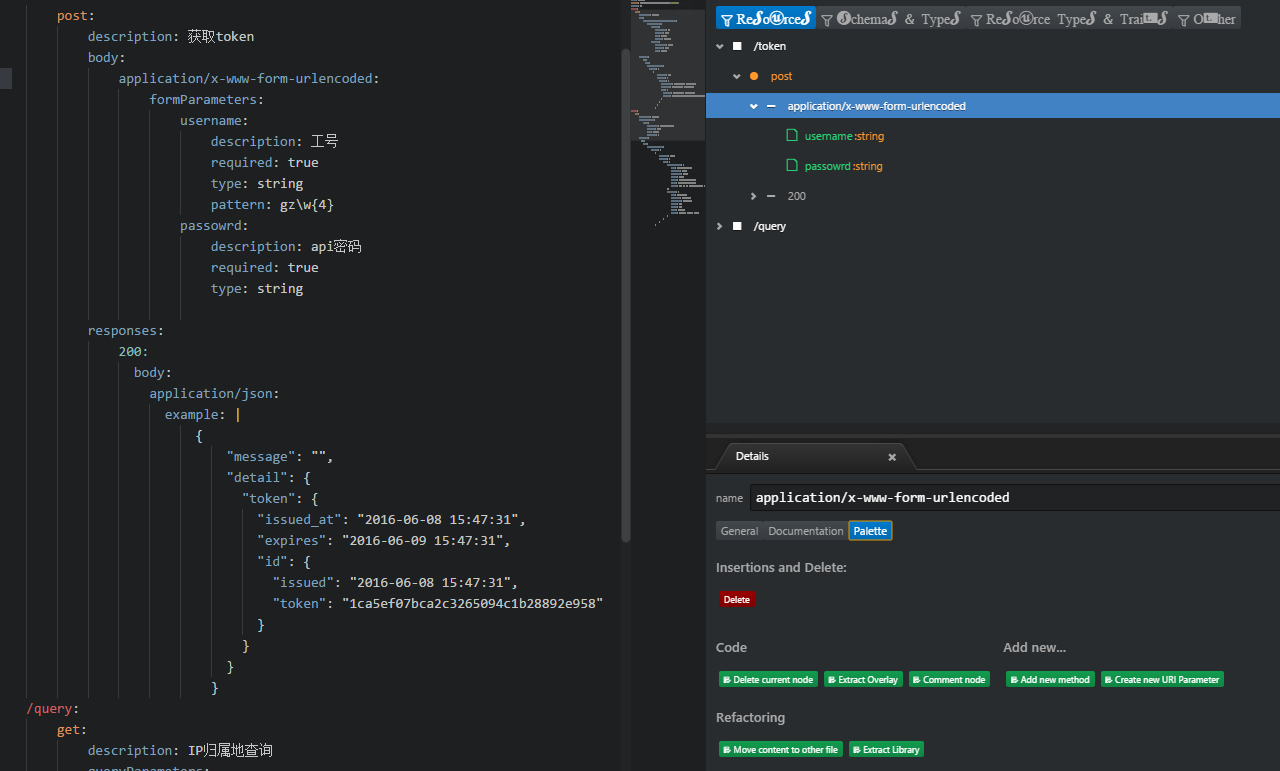 post:
description: 获取token
body:
application/x-www-form-urlencoded:
formParameters:
username:
description: 工号
required: true
type: string
pattern: gz\w{4}
passowrd:
description: api密码
required: true
type: string
responses:
200:
body:
application/json:
example: |
{
"message": "",
"detail": {
"token": {
"issued_at": "2016-06-08 15:47:31",
"expires": "2016-06-09 15:47:31",
"id": {
"issued": "2016-06-08 15:47:31",
"token": "1ca5ef07bca2c3265094c1b28892e958"
}
}
}
}
/query:
get:
description: IP归属地查询
queryParameters:
Resources Schemas & Types Resource Types & Traits Other
/token
post
application/x-www-form-urlencoded
username:string
passowrd:string
200
/query
Details
name application/x-www-form-urlencoded
General Documentation Palette
Insertions and Delete:
Delete
Code Add new...
Delete current node Extract Overlay Comment node Add new method Create new URI Parameter
Refactoring
Move content to other file Extract Library